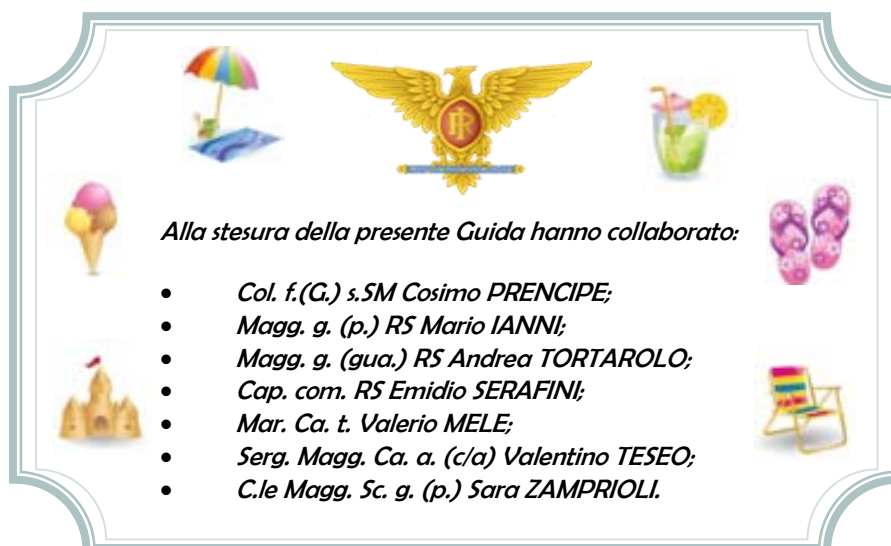 Alla stesura della presente Guida hanno collaborato:
• Col. f.(G.) s.SM Cosimo PRENCIPE;
• Magg. g. (p.) RS Mario IANNI;
• Magg. g. (gua.) RS Andrea TORTAROLO;
• Cap. com. RS Emidio SERAFINI;
• Mar. Ca. t. Valerio MELE;
• Serg. Magg. Ca. a. (c/a) Valentino TESEO;
• C.le Magg. Sc. g. (p.) Sara ZAMPRIOLI.